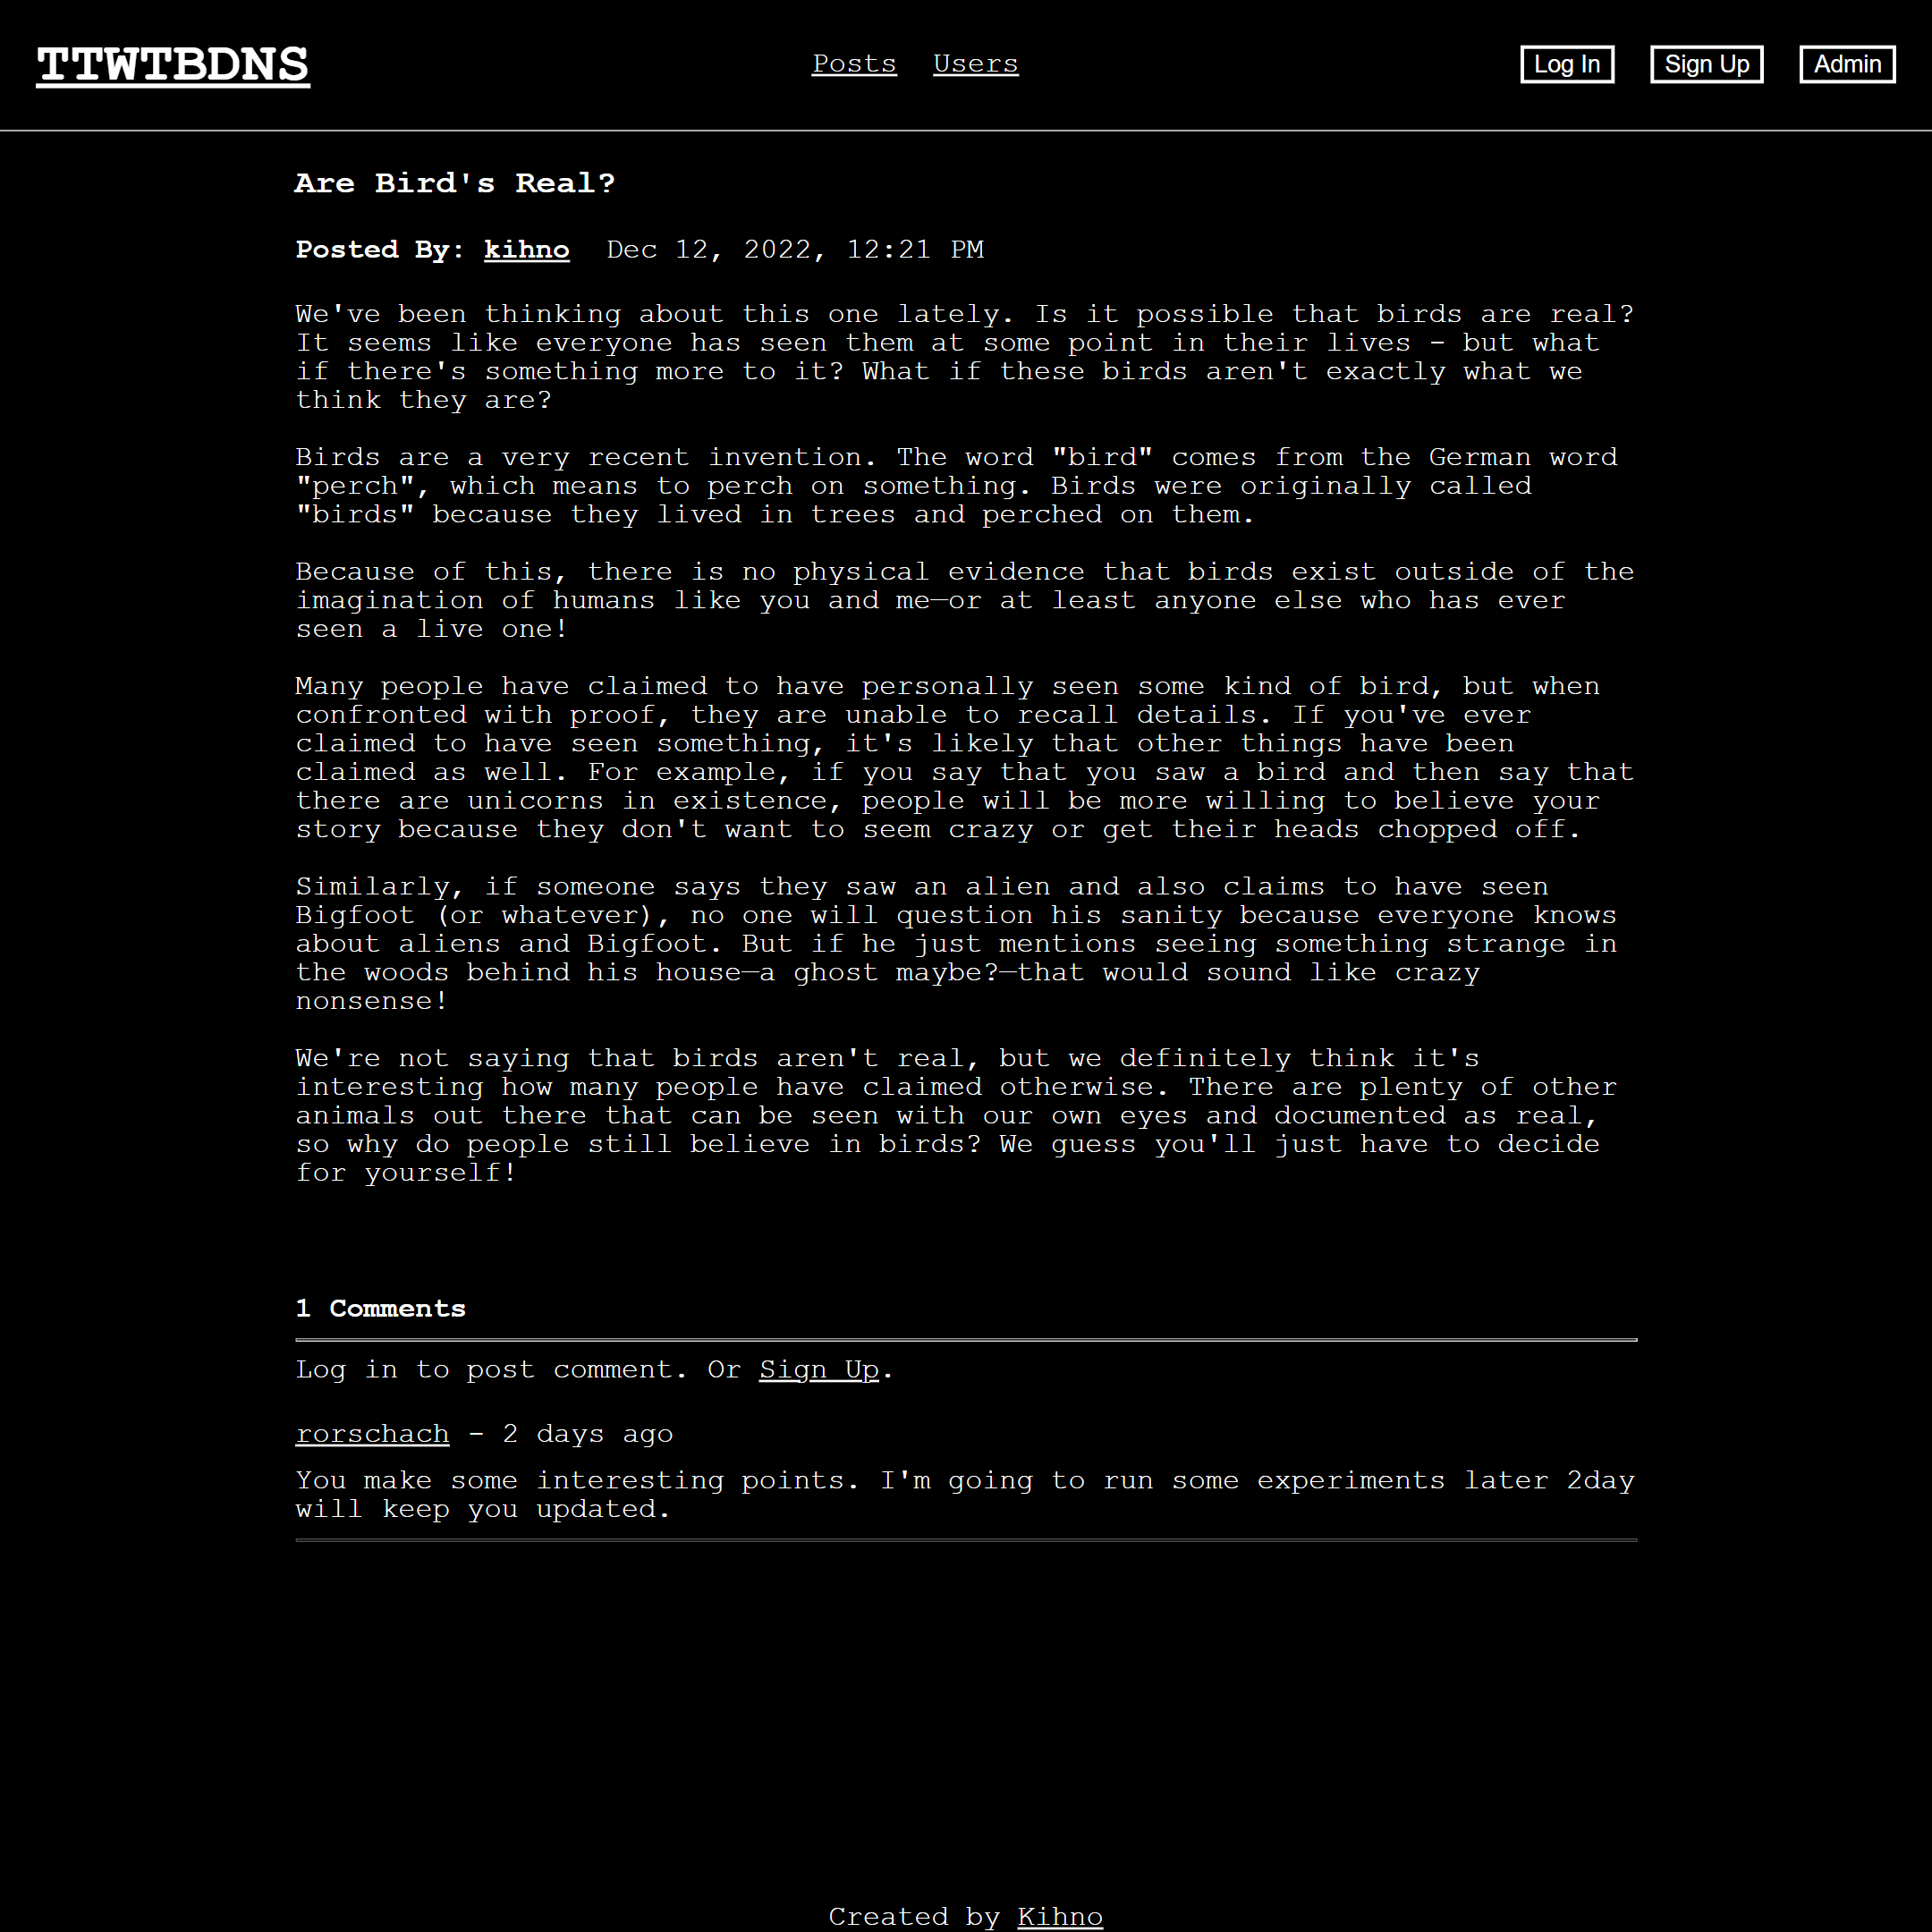 TTWTBDNS
Posts Users
Log In Sign Up Admin
Are Bird's Real?
Posted By: kihno Dec 12, 2022, 12:21 PM
We've been thinking about this one lately. Is it possible that birds are real?
It seems like everyone has seen them at some point in their lives - but what
if there's something more to it? What if these birds aren't exactly what we
think they are?
Birds are a very recent invention. The word "bird" comes from the German word
"perch", which means to perch on something. Birds were originally called
"birds" because they lived in trees and perched on them.
Because of this, there is no physical evidence that birds exist outside of the
imagination of humans like you and me—or at least anyone else who has ever
seen a live one!
Many people have claimed to have personally seen some kind of bird, but when
confronted with proof, they are unable to recall details. If you've ever
claimed to have seen something, it's likely that other things have been
claimed as well. For example, if you say that you saw a bird and then say that
there are unicorns in existence, people will be more willing to believe your
story because they don't want to seem crazy or get their heads chopped off.
Similarly, if someone says they saw an alien and also claims to have seen
Bigfoot (or whatever), no one will question his sanity because everyone knows
about aliens and Bigfoot. But if he just mentions seeing something strange in
the woods behind his house—a ghost maybe?—that would sound like crazy
nonsense!
We're not saying that birds aren't real, but we definitely think it's
interesting how many people have claimed otherwise. There are plenty of other
animals out there that can be seen with our own eyes and documented as real,
so why do people still believe in birds? We guess you'll just have to decide
for yourself!
1 Comments
Log in to post comment. Or Sign Up.
rorschach - 2 days ago
You make some interesting points. I'm going to run some experiments later 2day
will keep you updated.
Created by Kihno